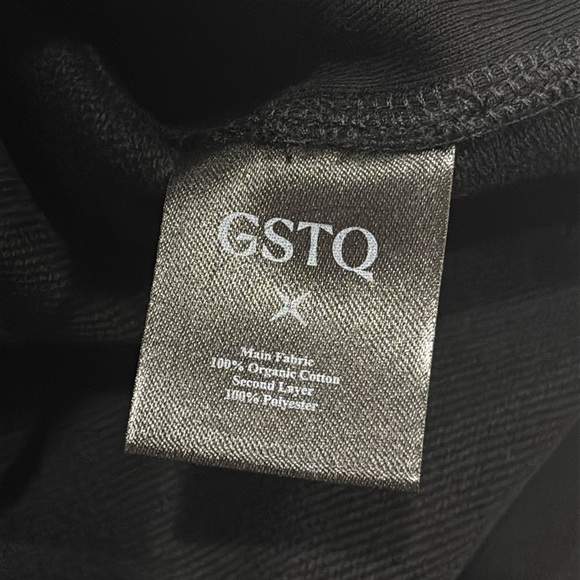 GSTQ
Main Fabric
100% Organic Cotton
Second Layer
100% Polyester